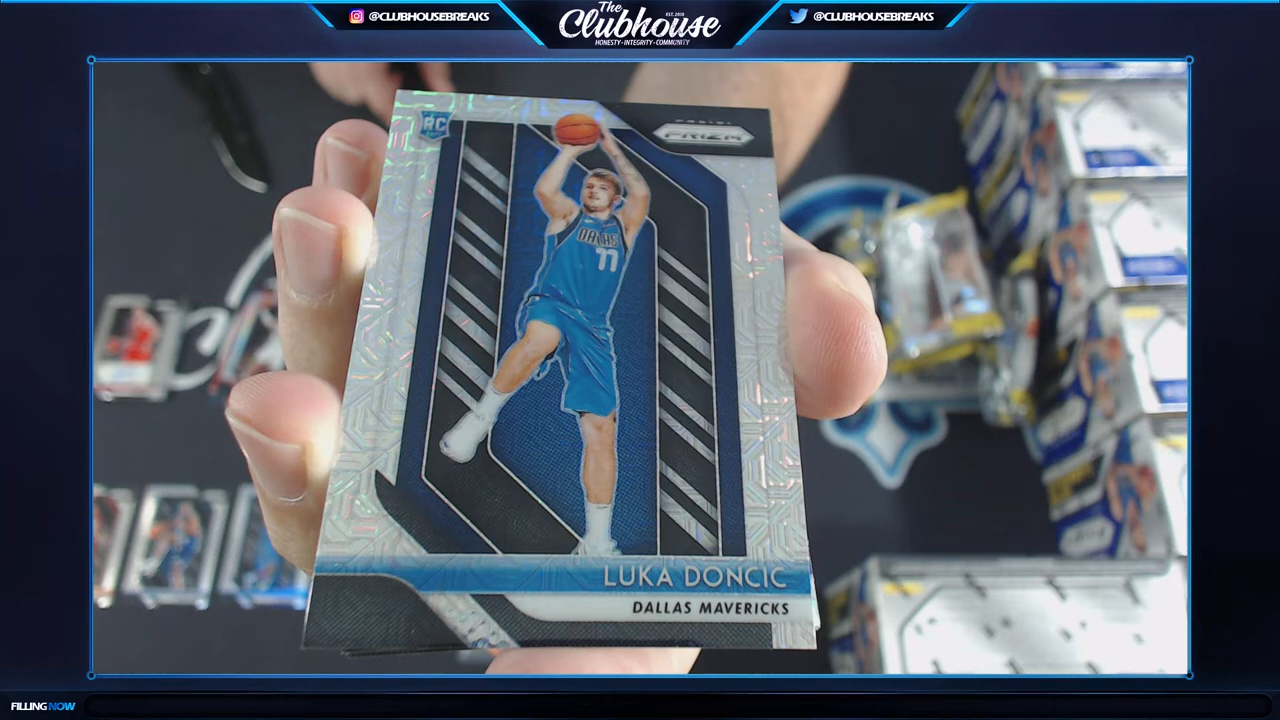 @CLUBHOUSEBREAKS
The
Clubhouse
EST. 2010
HONESTY • INTEGRITY • COMMUNITY
@CLUBHOUSEBREAKS
RC
PANINI
PRIZM
DALLAS
77
LUKA DONCIC
DALLAS MAVERICKS
FILLING NOW